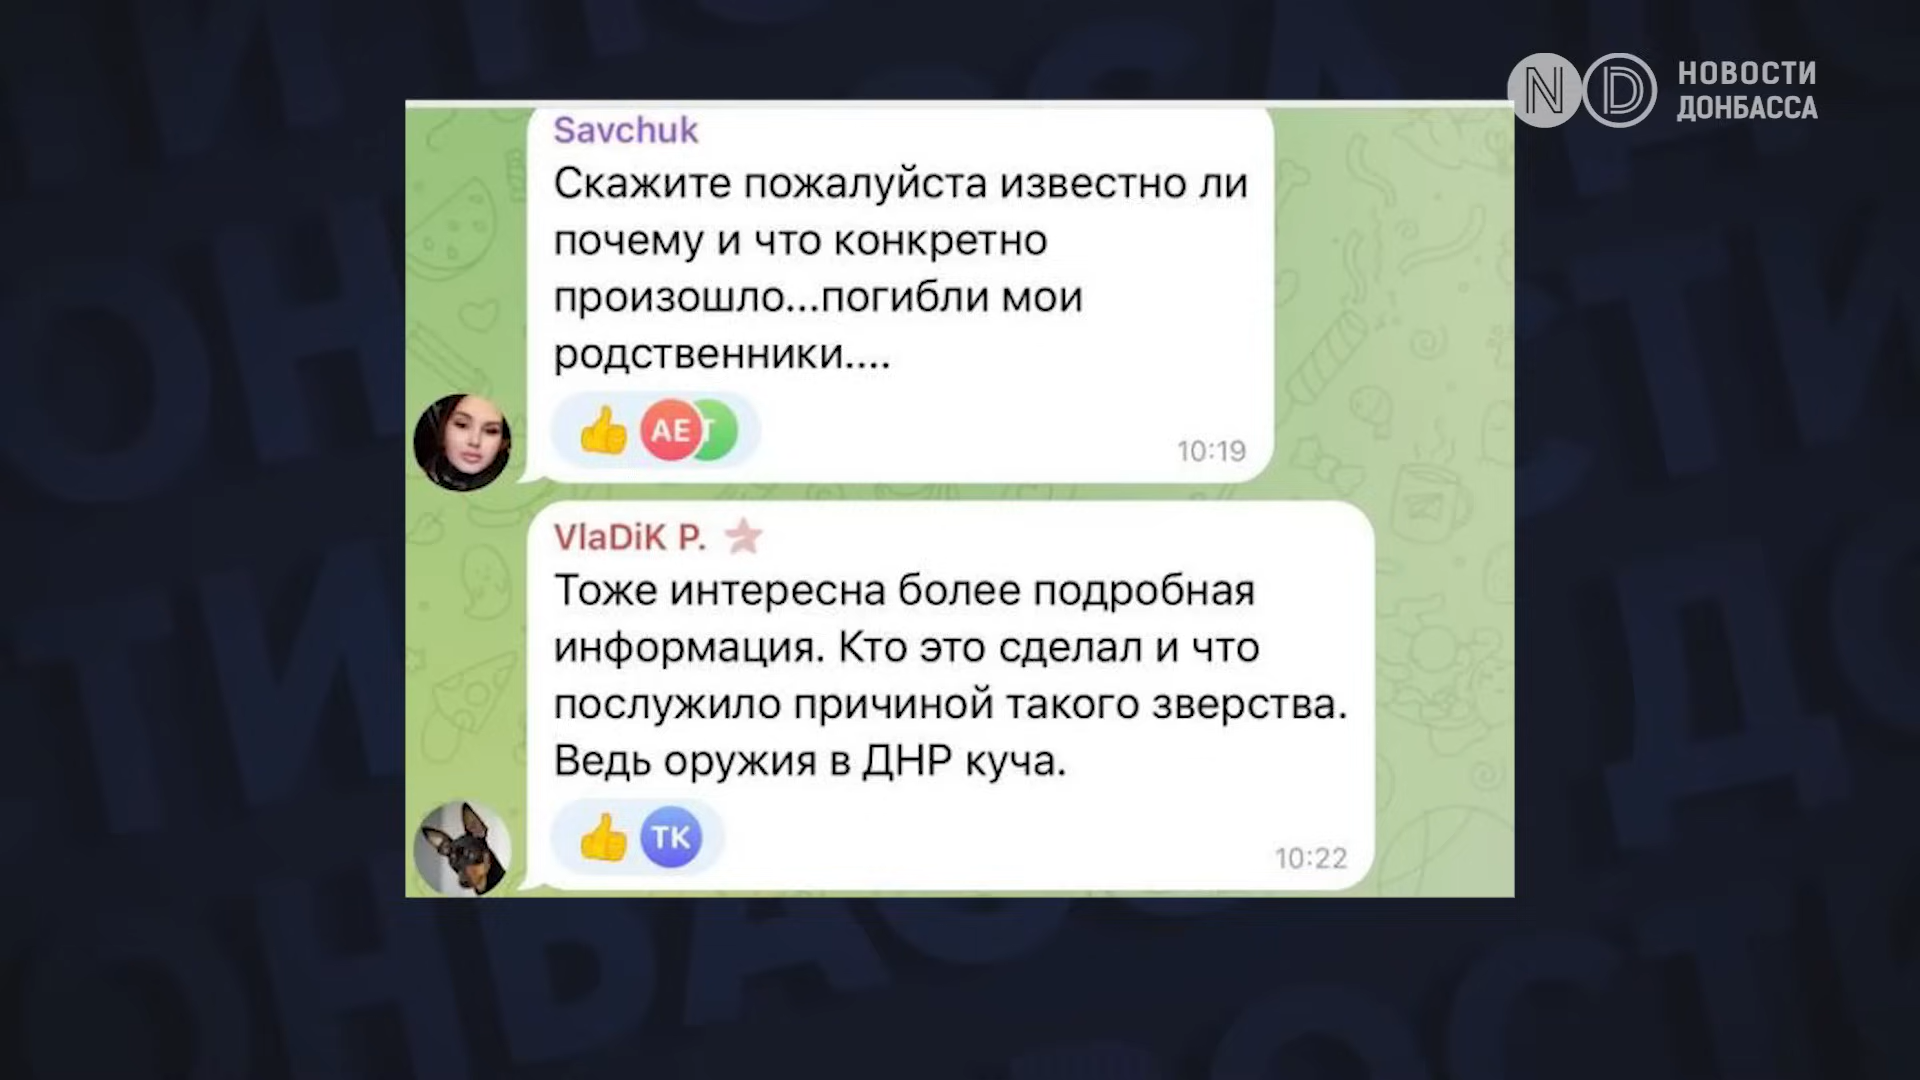 ND НОВОСТИ
ДОНБАССА
Savchuk
Скажите пожалуйста известно ли
почему и что конкретно
произошло...погибли мои
родственники....
AE T
10:19
VlaDiK P.
Тоже интересна более подробная
информация. Кто это сделал и что
послужило причиной такого зверства.
Ведь оружия в ДНР куча.
TK
10:22